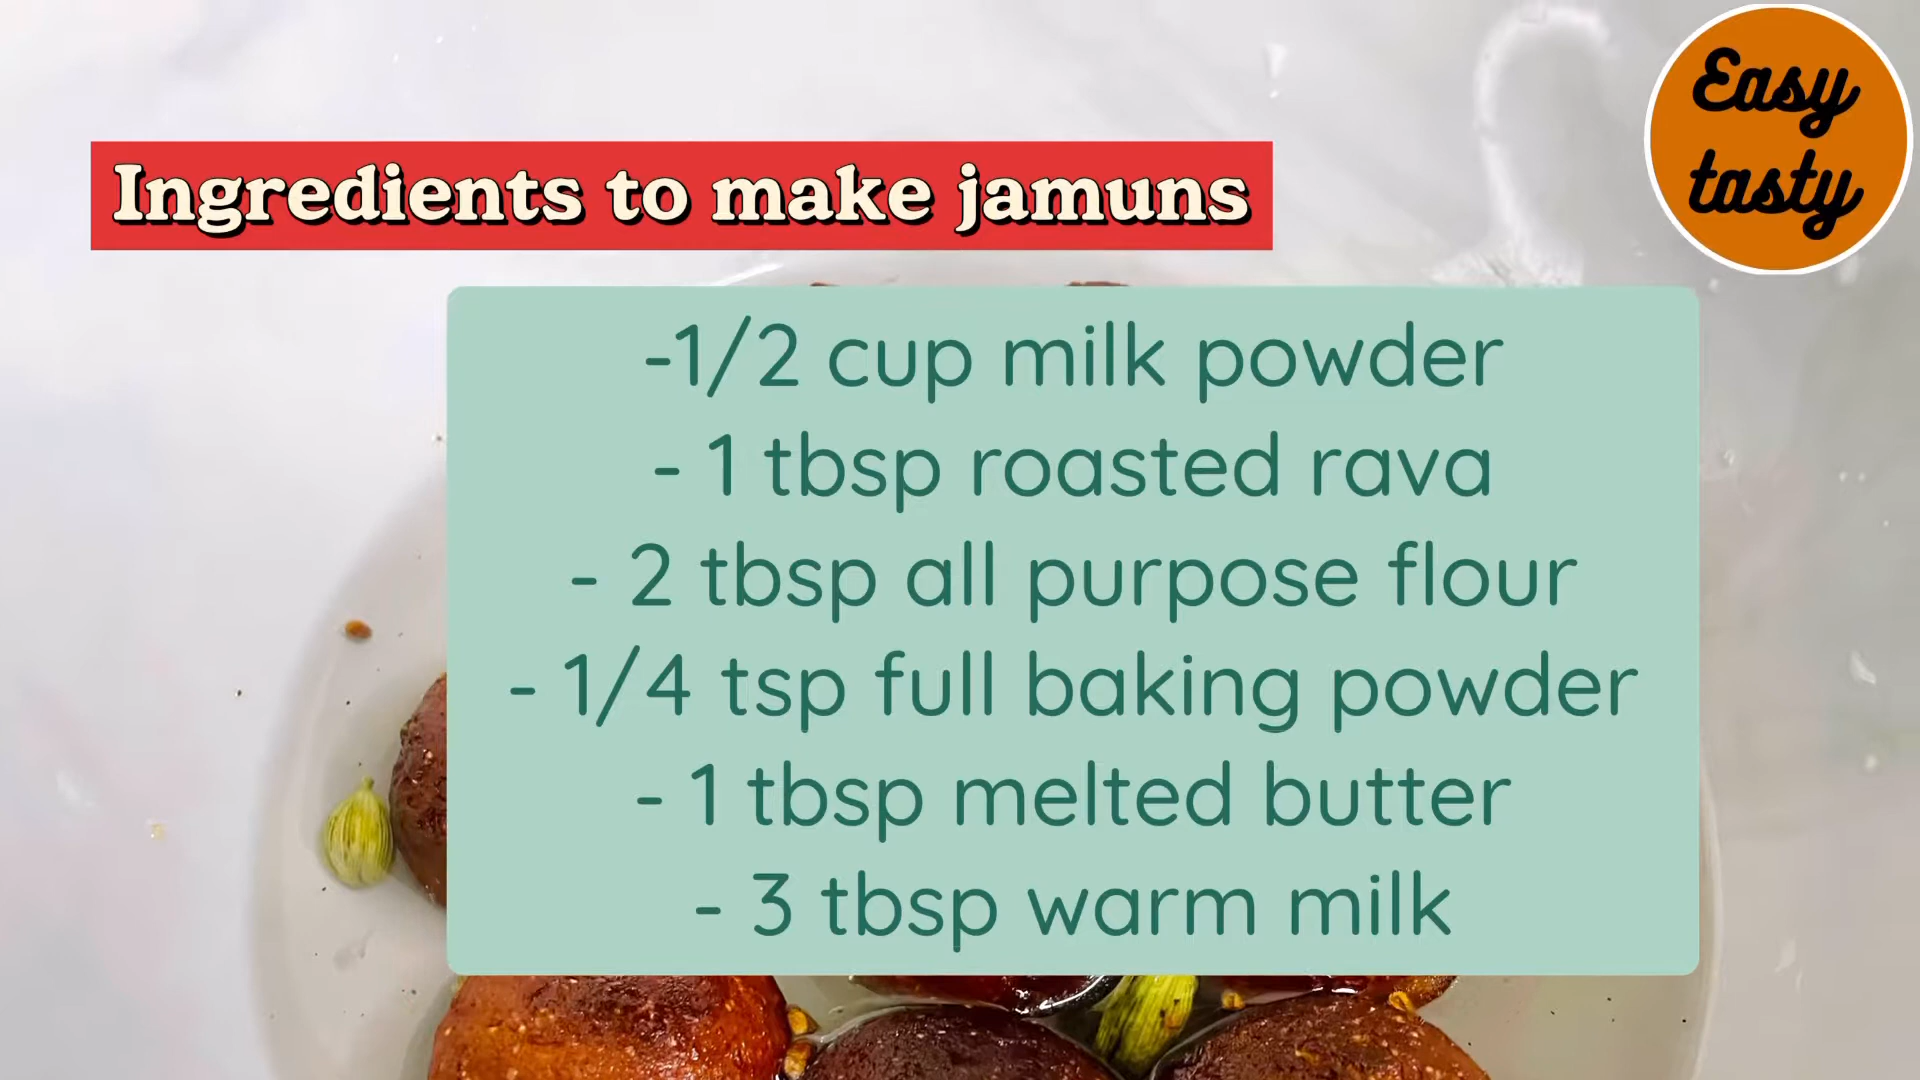 Easy
tasty
Ingredients to make jamuns
-1/2 cup milk powder
- 1 tbsp roasted rava
- 2 tbsp all purpose flour
- 1/4 tsp full baking powder
- 1 tbsp melted butter
- 3 tbsp warm milk